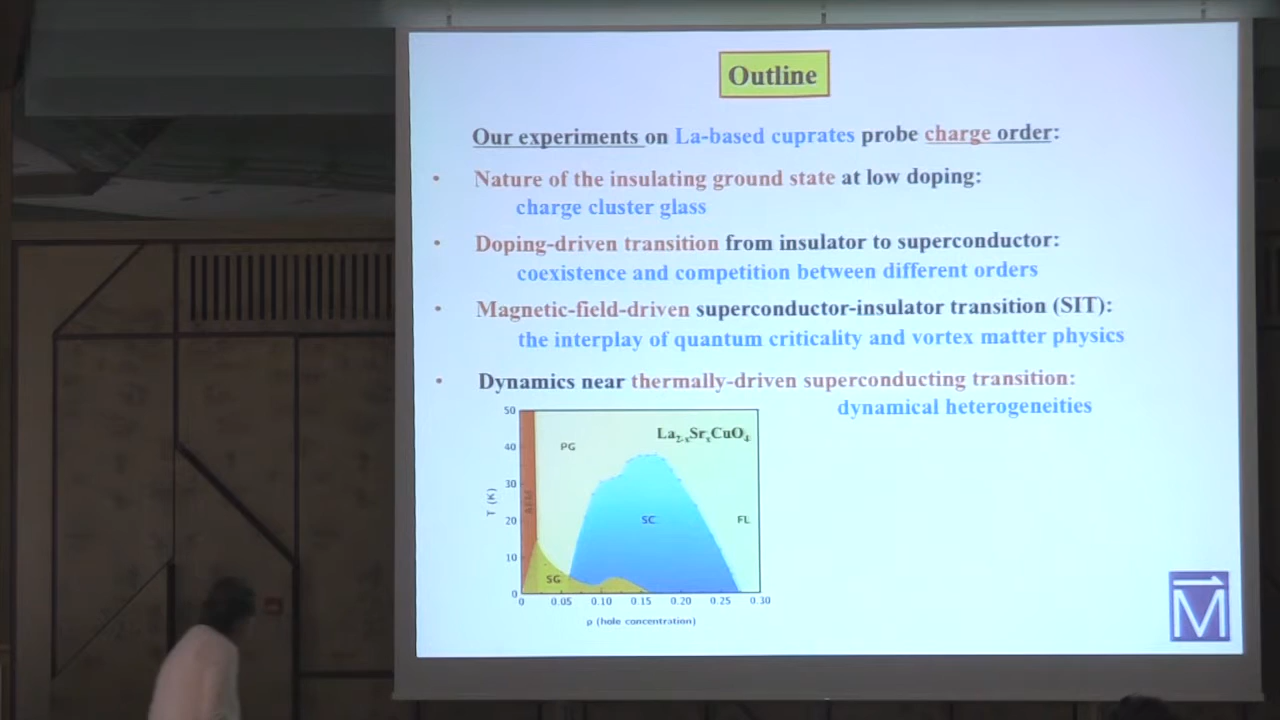 Outline
Our experiments on La-based cuprates probe charge order:
• Nature of the insulating ground state at low doping:
charge cluster glass
• Doping-driven transition from insulator to superconductor:
coexistence and competition between different orders
• Magnetic-field-driven superconductor-insulator transition (SIT):
the interplay of quantum criticality and vortex matter physics
• Dynamics near thermally-driven superconducting transition:
dynamical heterogeneities
La2-xSrxCuO4
50
40
30
20
10
0
T (K)
AFM
PG
SC
FL
SG
0 0.05 0.10 0.15 0.20 0.25 0.30
p (hole concentration)
M